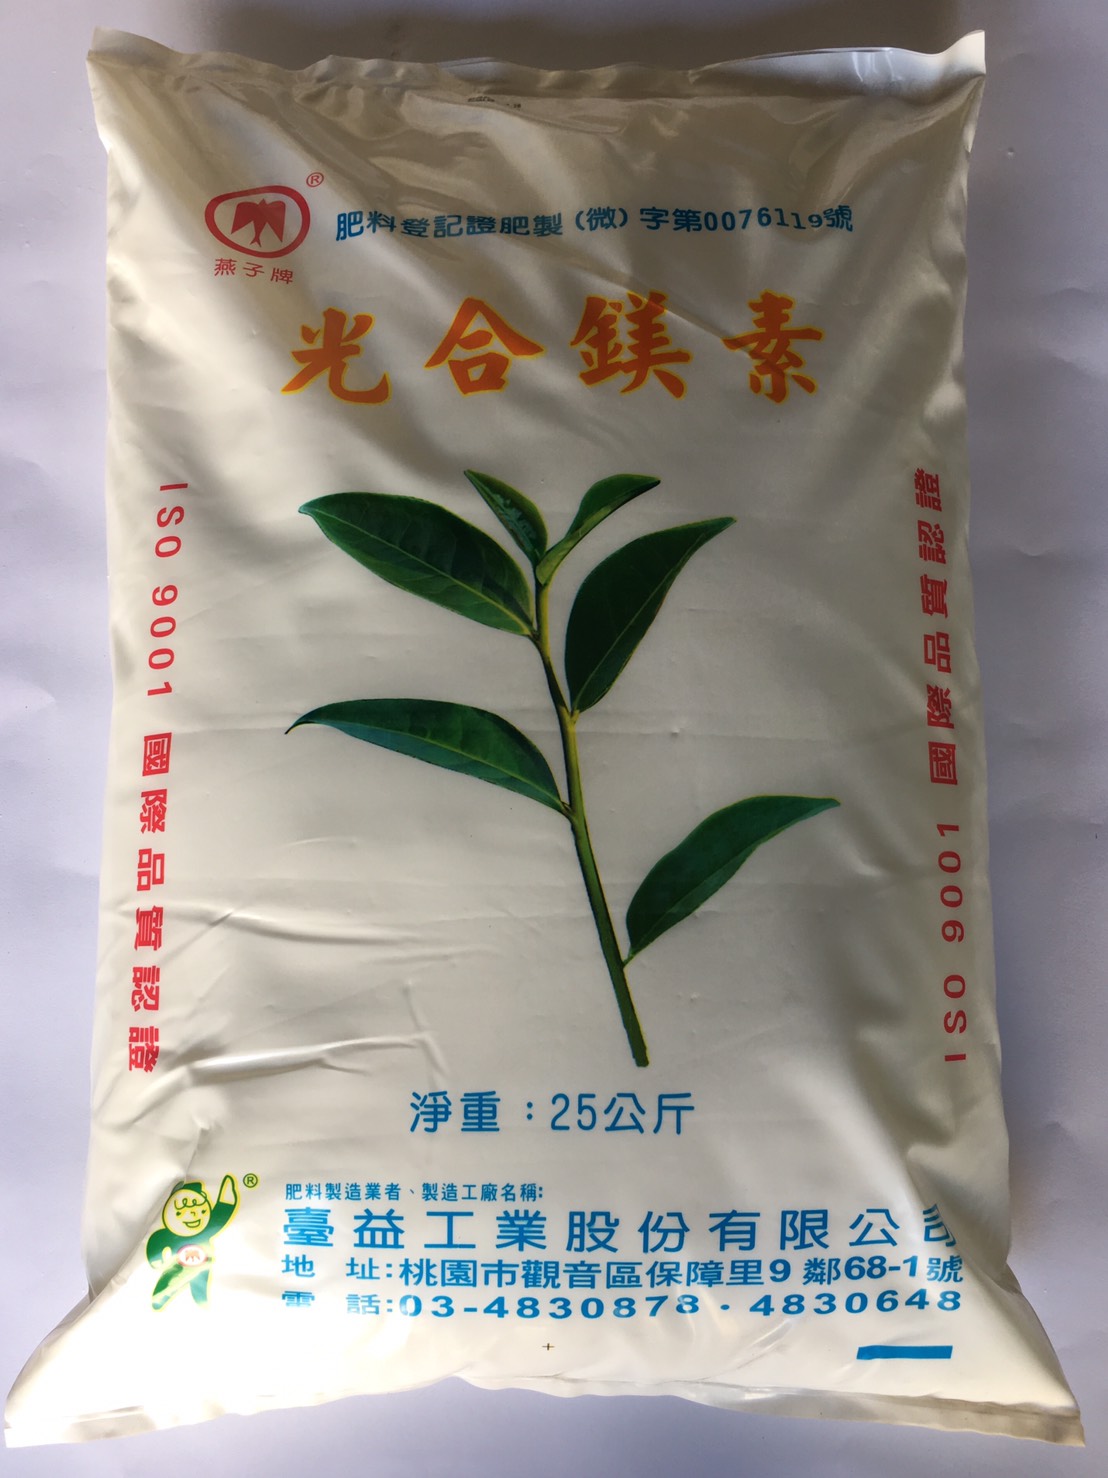 ®
肥料登記證肥製(微)字第0076119號
燕子牌
光合鎂素
ISO 9001 國際品質認證
ISO 9001 國際品質認證
淨重：25公斤
®
肥料製造業者、製造工廠名稱:
臺益工業股份有限公司
地 址:桃園市觀音區保障里9鄰68-1號
電 話:03-4830878・4830648